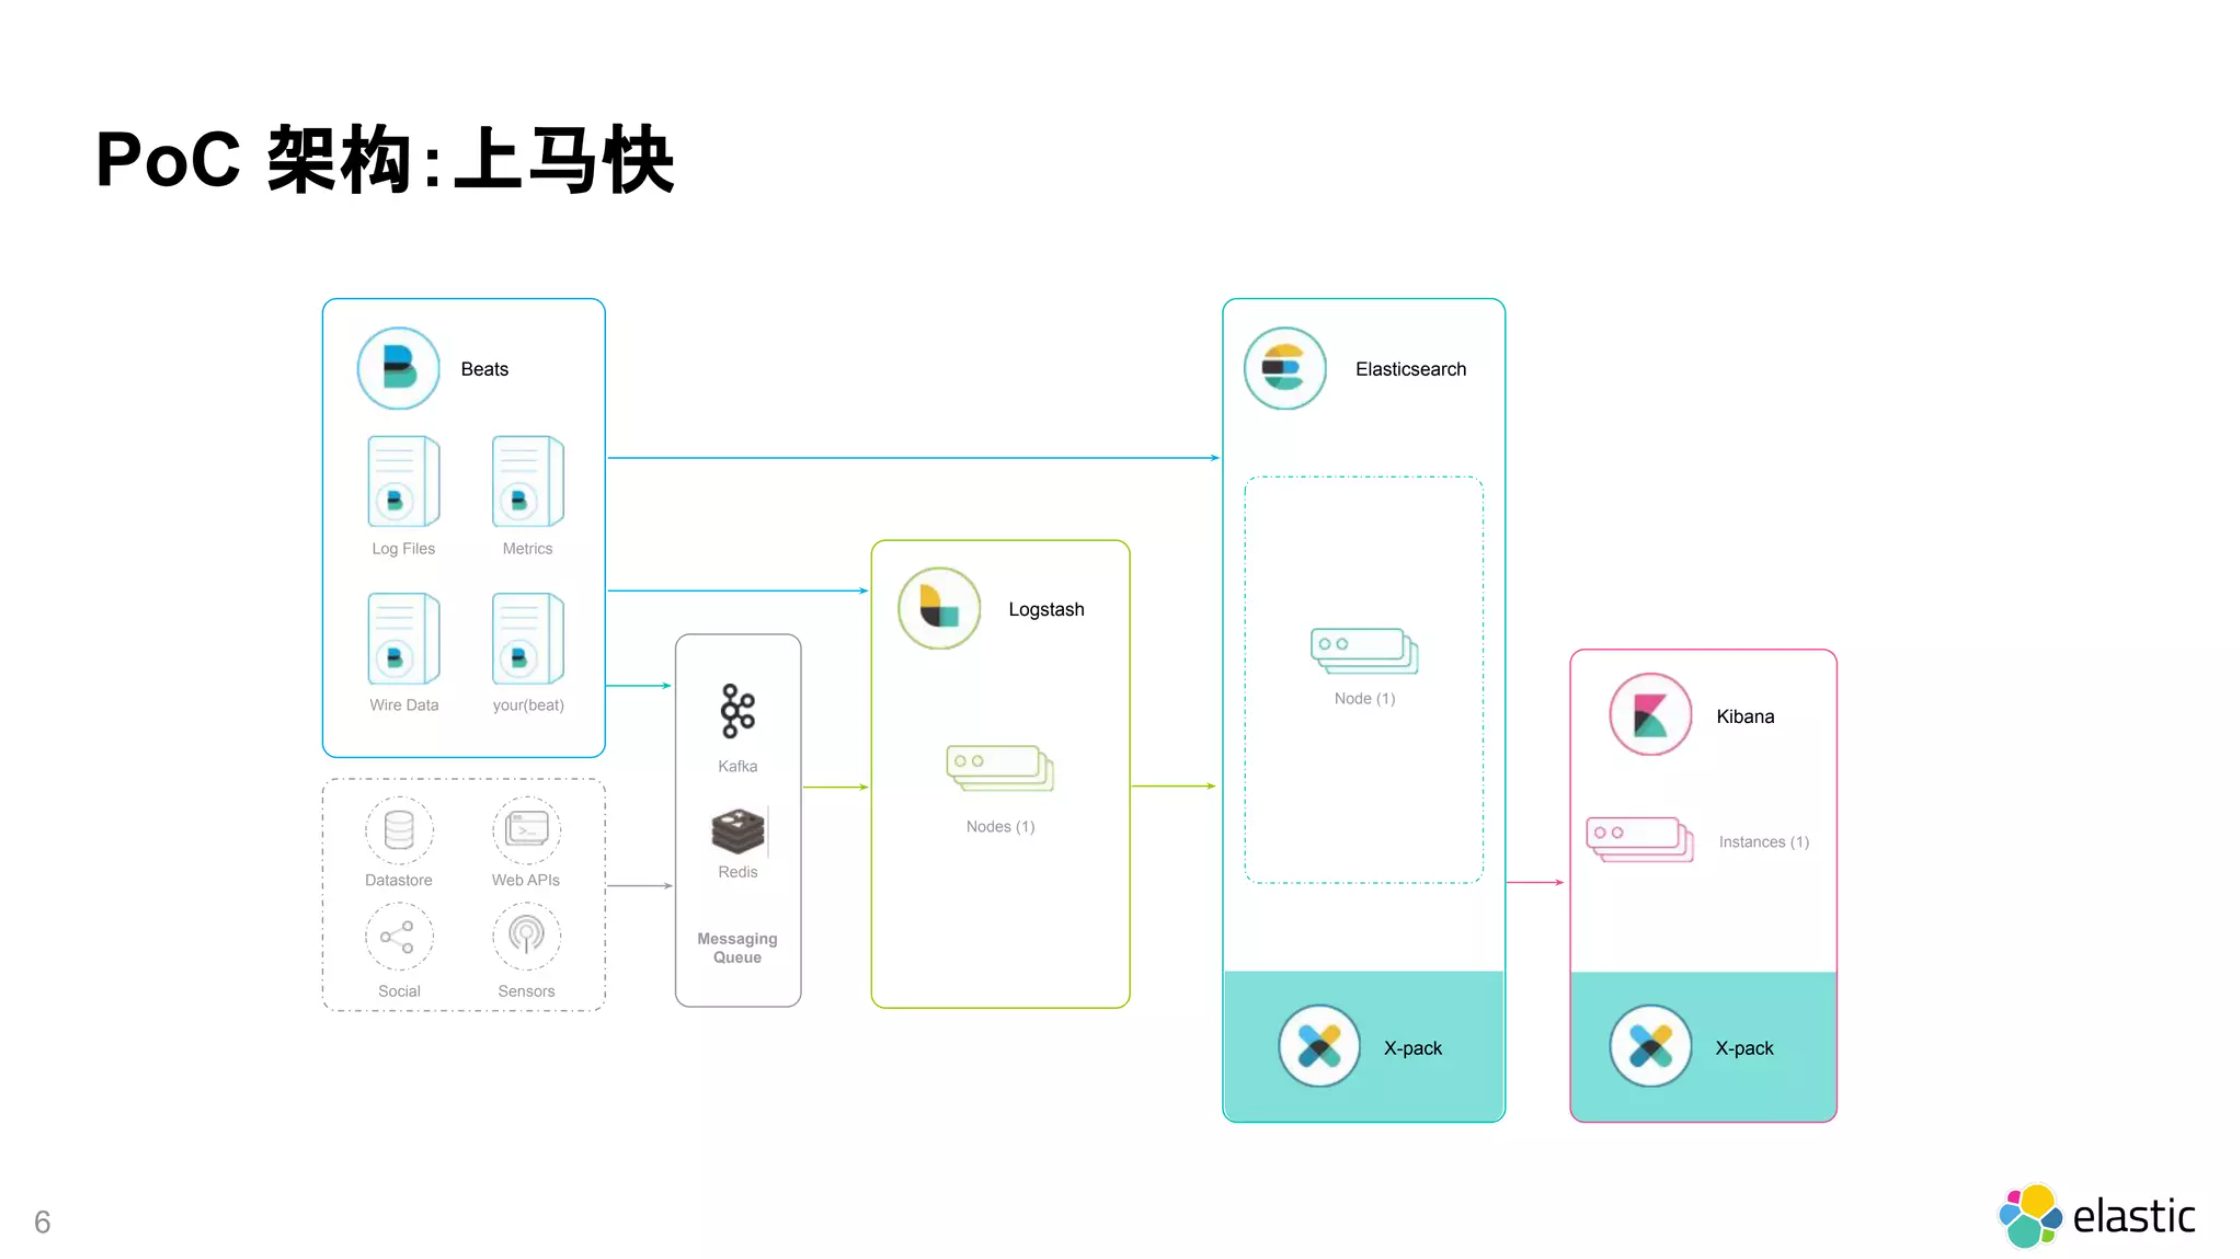 PoC 架构：上马快
Beats
Log Files
Metrics
Wire Data
your(beat)
Datastore
Web APIs
Social
Sensors
Kafka
Redis
Messaging
Queue
Logstash
Nodes (1)
Elasticsearch
Node (1)
X-pack
Kibana
Instances (1)
X-pack
6
elastic